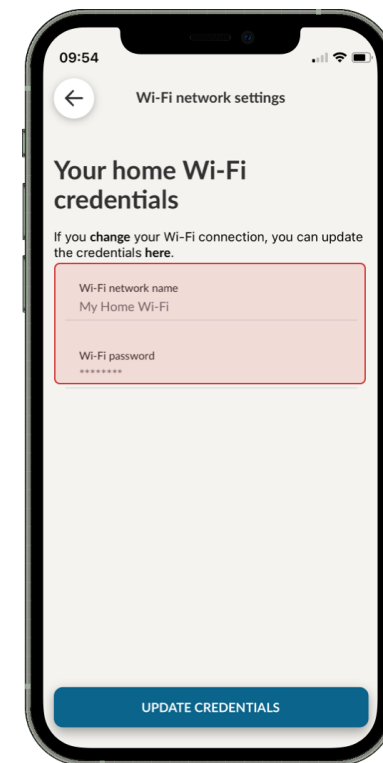 09:54
Wi-Fi network settings
Your home Wi-Fi
credentials
If you change your Wi-Fi connection, you can update
the credentials here.
Wi-Fi network name
My Home Wi-Fi
Wi-Fi password
********
UPDATE CREDENTIALS